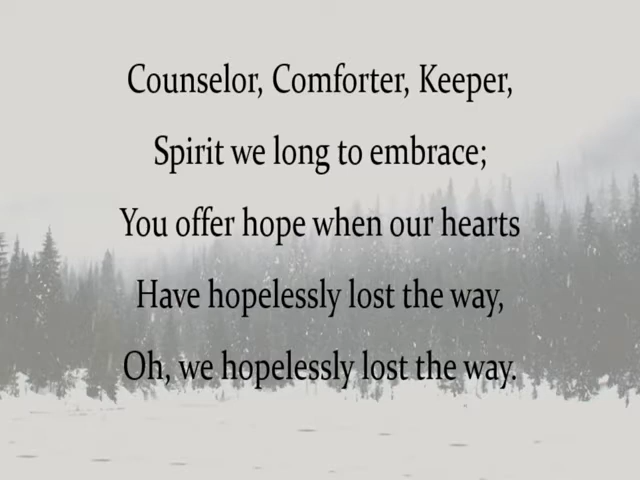 Counselor, Comforter, Keeper,
Spirit we long to embrace;
You offer hope when our hearts
Have hopelessly lost the way,
Oh, we hopelessly lost the way.